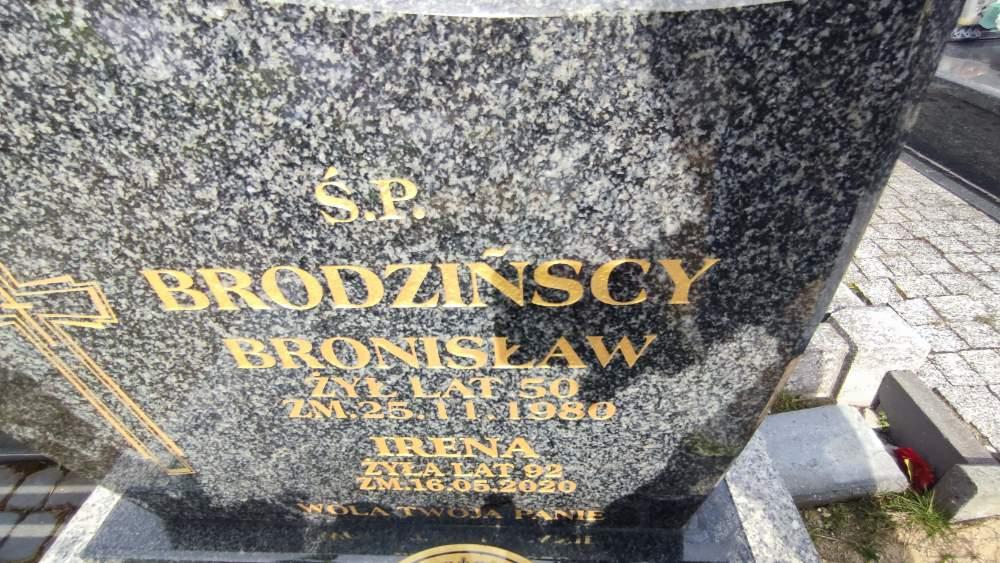 Ś.P.
BRODZIŃSCY
BRONISŁAW
ŻYŁ LAT 50
ZM.25.11.1980
IRENA
ŻYŁA LAT 92
ZM.16.05.2020
WOLA TWOJA PANIE